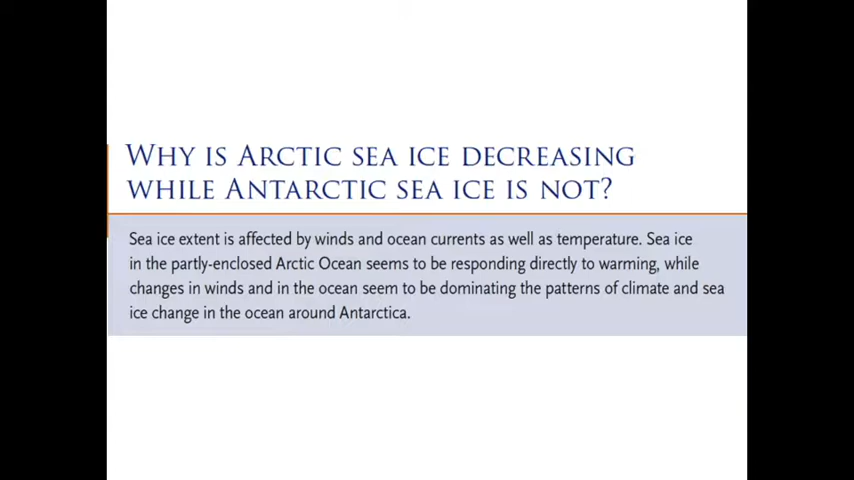 WHY IS ARCTIC SEA ICE DECREASING
WHILE ANTARCTIC SEA ICE IS NOT?
Sea ice extent is affected by winds and ocean currents as well as temperature. Sea ice
in the partly-enclosed Arctic Ocean seems to be responding directly to warming, while
changes in winds and in the ocean seem to be dominating the patterns of climate and sea
ice change in the ocean around Antarctica.